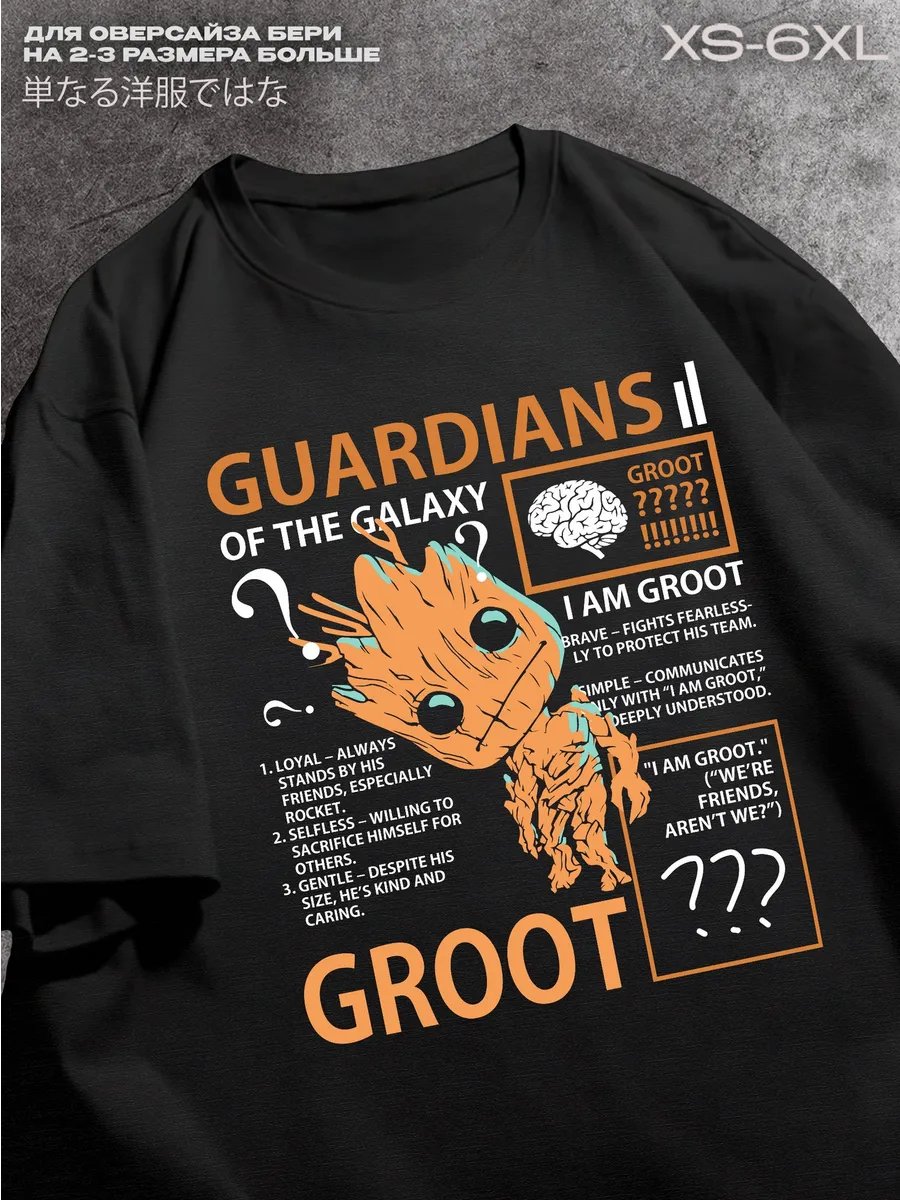 ДЛЯ ОВЕРСАЙЗА БЕРИ
НА 2-3 РАЗМЕРА БОЛЬШЕ
単なる洋服ではな
XS-6XL
GUARDIANS
OF THE GALAXY
GROOT
?????
!!!!!!!!
I AM GROOT
BRAVE – FIGHTS FEARLESS-
LY TO PROTECT HIS TEAM.
SIMPLE – COMMUNICATES
ONLY WITH “I AM GROOT,”
DEEPLY UNDERSTOOD.
?
?
?
1. LOYAL – ALWAYS
STANDS BY HIS
FRIENDS, ESPECIALLY
ROCKET.
2. SELFLESS – WILLING TO
SACRIFICE HIMSELF FOR
OTHERS.
3. GENTLE – DESPITE HIS
SIZE, HE’S KIND AND
CARING.
"I AM GROOT."
(“WE’RE
FRIENDS,
AREN’T WE?”)
???
GROOT